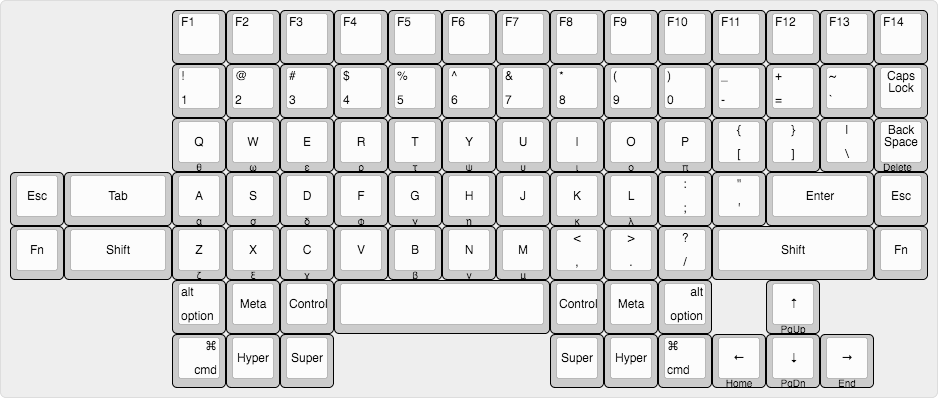 F1 F2 F3 F4 F5 F6 F7 F8 F9 F10 F11 F12 F13 F14
! @ # $ % ^ & * ( ) _ + ~ Caps Lock
1 2 3 4 5 6 7 8 9 0 - = `
Q W E R T Y U I O P { } | Back Space
[ ] \
θ ω ε ρ τ ψ υ ι ο π Delete
Esc Tab A S D F G H J K L : " Enter Esc
; '
α σ δ φ γ η κ λ
Fn Shift Z X C V B N M < > ? Shift Fn
, . /
ζ ξ χ β ν μ
alt Meta Control Control Meta alt ↑
option option
PgUp
⌘ Hyper Super Super Hyper ⌘ ← ↓ →
cmd cmd
Home PgDn End